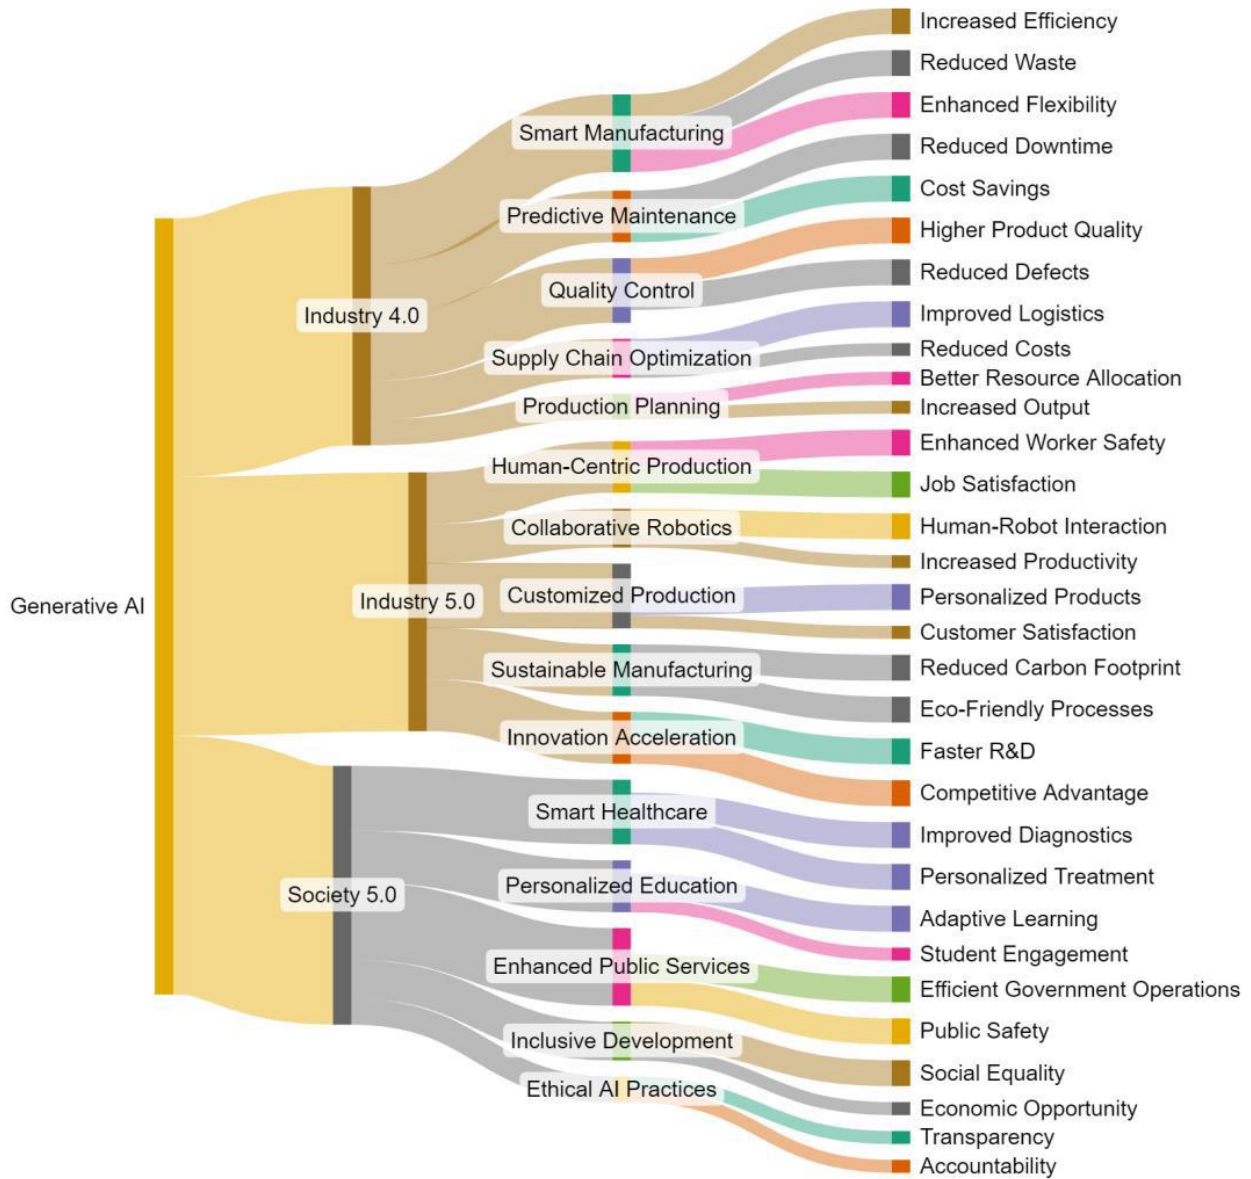 Generative AI
Industry 4.0
Industry 5.0
Society 5.0
Smart Manufacturing
Predictive Maintenance
Quality Control
Supply Chain Optimization
Production Planning
Human-Centric Production
Collaborative Robotics
Customized Production
Sustainable Manufacturing
Innovation Acceleration
Smart Healthcare
Personalized Education
Enhanced Public Services
Inclusive Development
Ethical AI Practices
Increased Efficiency
Reduced Waste
Enhanced Flexibility
Reduced Downtime
Cost Savings
Higher Product Quality
Reduced Defects
Improved Logistics
Reduced Costs
Better Resource Allocation
Increased Output
Enhanced Worker Safety
Job Satisfaction
Human-Robot Interaction
Increased Productivity
Personalized Products
Customer Satisfaction
Reduced Carbon Footprint
Eco-Friendly Processes
Faster R&D
Competitive Advantage
Improved Diagnostics
Personalized Treatment
Adaptive Learning
Student Engagement
Efficient Government Operations
Public Safety
Social Equality
Economic Opportunity
Transparency
Accountability